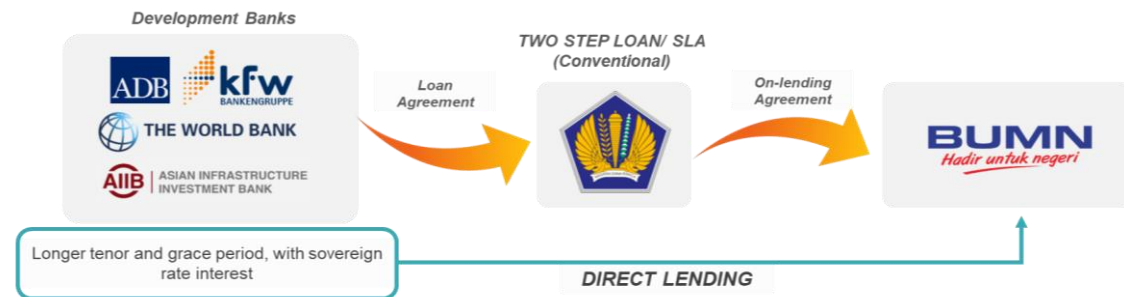 Development Banks
ADB
kfw
BANKENGRUPPE
THE WORLD BANK
AIIB
ASIAN INFRASTRUCTURE
INVESTMENT BANK
Loan
Agreement
TWO STEP LOAN/ SLA
(Conventional)
On-lending
Agreement
BUMN
Hadir untuk negeri
Longer tenor and grace period, with sovereign
rate interest
DIRECT LENDING